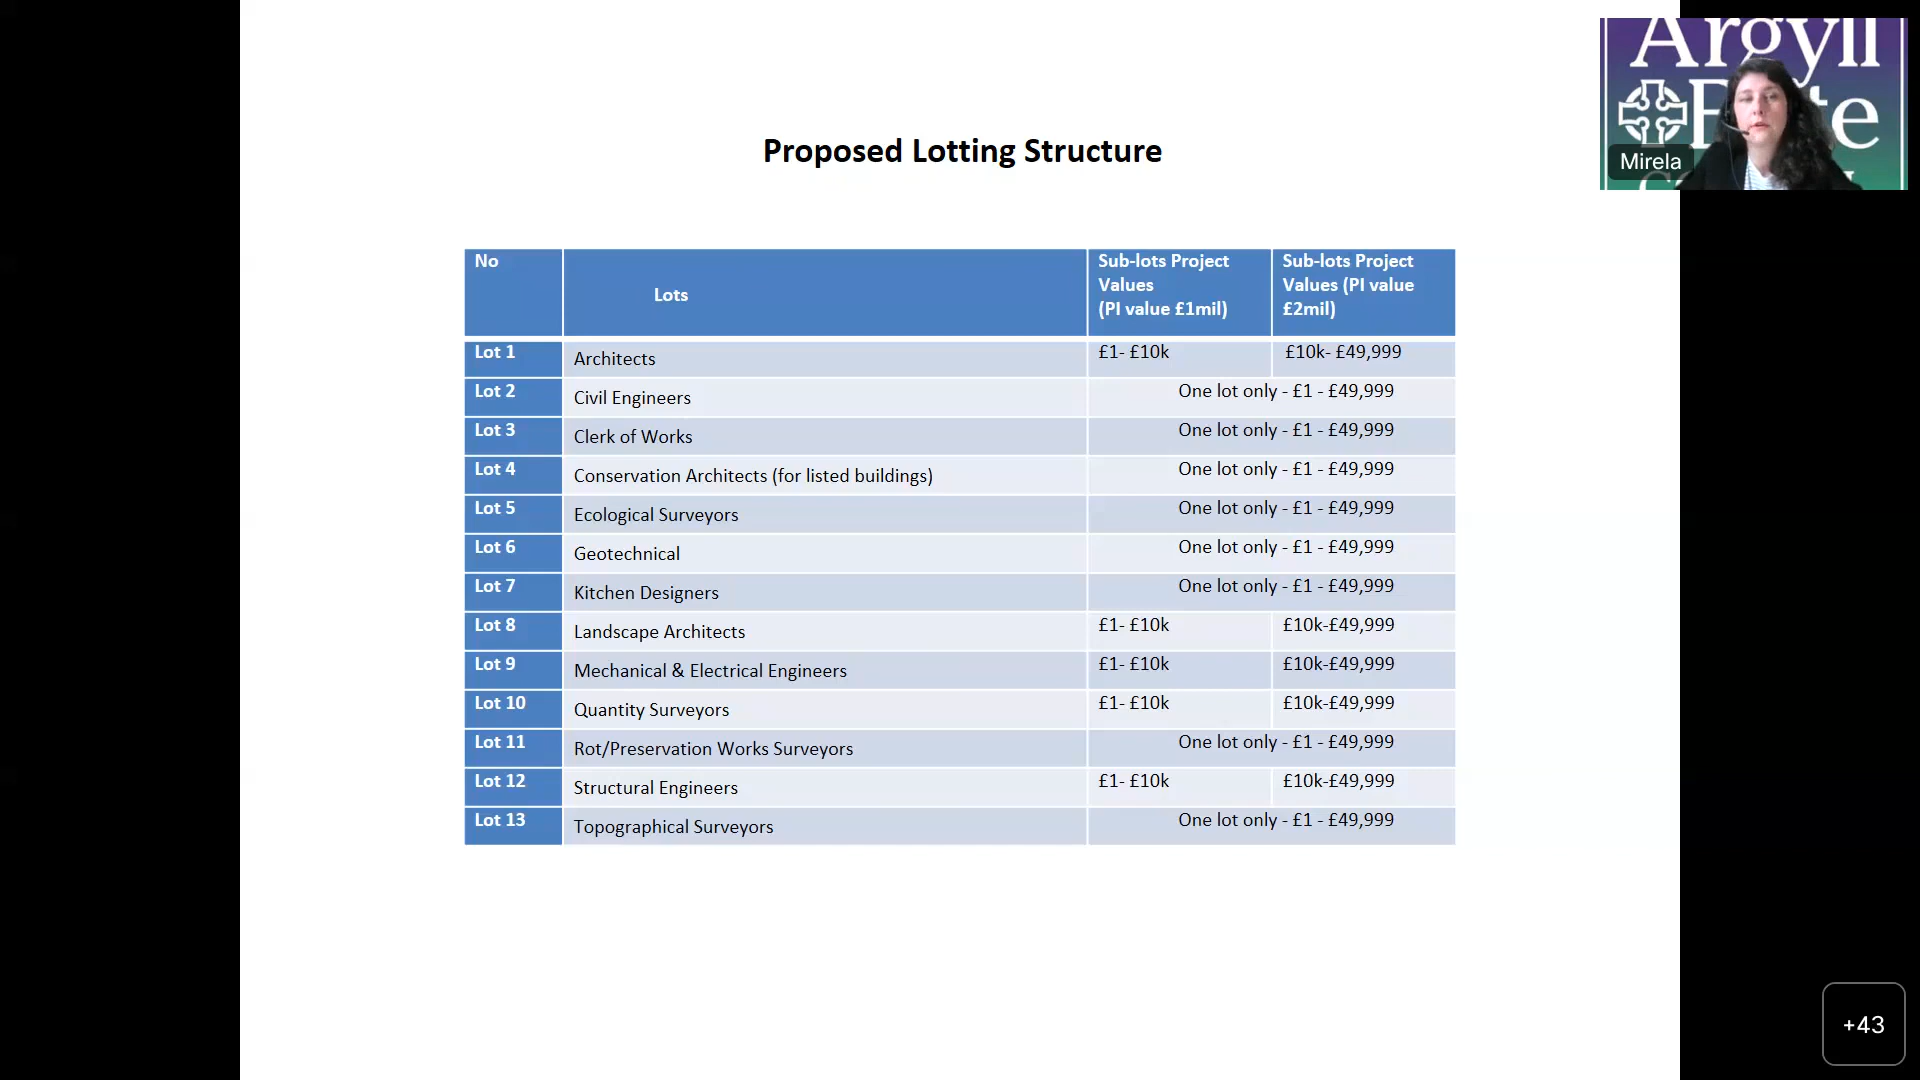 Proposed Lotting Structure
Argyll
Mirela
No
Lots
Sub-lots Project
Values
(PI value £1mil)
Sub-lots Project
Values (PI value
£2mil)
Lot 1 Architects £1- £10k £10k- £49,999
Lot 2 Civil Engineers One lot only - £1 - £49,999
Lot 3 Clerk of Works One lot only - £1 - £49,999
Lot 4 Conservation Architects (for listed buildings) One lot only - £1 - £49,999
Lot 5 Ecological Surveyors One lot only - £1 - £49,999
Lot 6 Geotechnical One lot only - £1 - £49,999
Lot 7 Kitchen Designers One lot only - £1 - £49,999
Lot 8 Landscape Architects £1- £10k £10k-£49,999
Lot 9 Mechanical & Electrical Engineers £1- £10k £10k-£49,999
Lot 10 Quantity Surveyors £1- £10k £10k-£49,999
Lot 11 Rot/Preservation Works Surveyors One lot only - £1 - £49,999
Lot 12 Structural Engineers £1- £10k £10k-£49,999
Lot 13 Topographical Surveyors One lot only - £1 - £49,999
+43